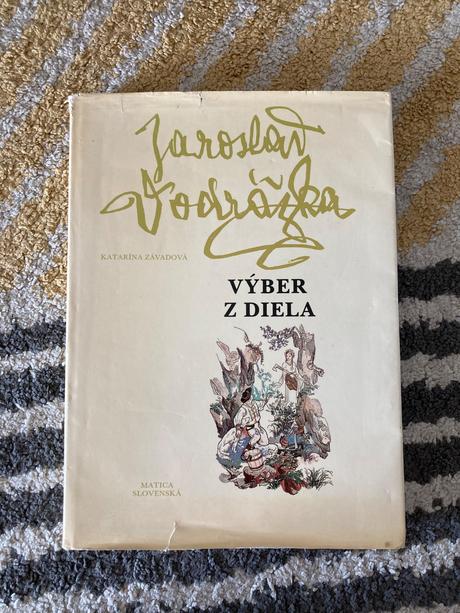 Jaroslav
Vodrážka
KATARÍNA ZÁVADOVÁ
VÝBER
Z DIELA
MATICA
SLOVENSKÁ